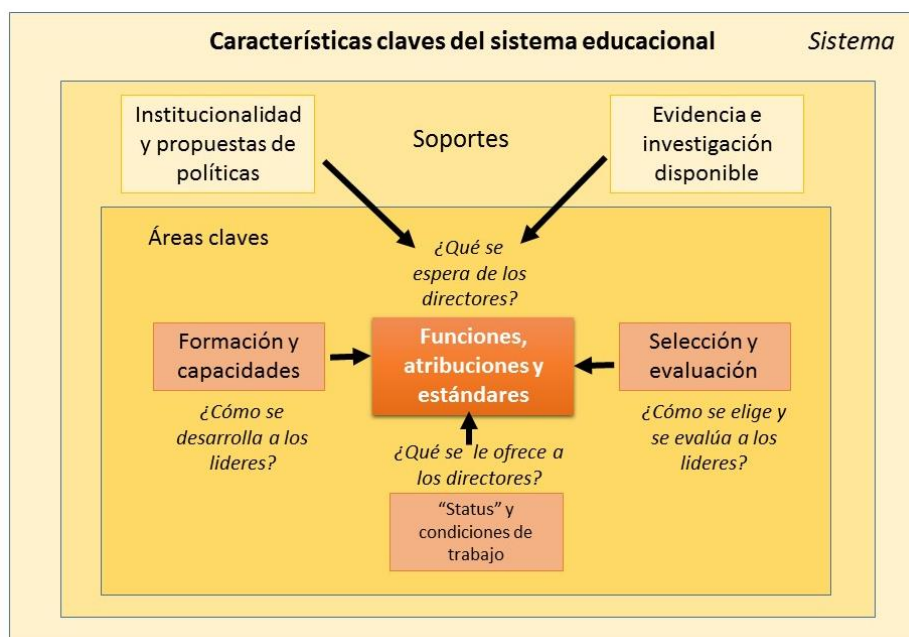 Características claves del sistema educacional
Sistema
Institucionalidad
y propuestas de
políticas
Soportes
Evidencia e
investigación
disponible
Áreas claves
¿Qué se
espera de los
directores?
Formación y
capacidades
Funciones,
atribuciones y
estándares
Selección y
evaluación
¿Cómo se
desarrolla a los
lideres?
¿Qué se le ofrece a
los directores?
¿Cómo se elige y
se evalúa a los
lideres?
"Status" y
condiciones de
trabajo